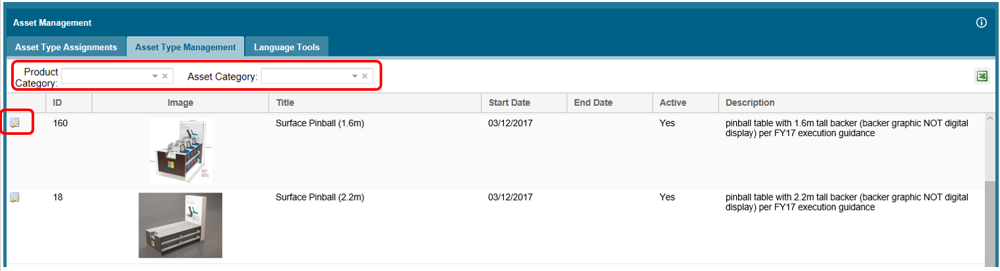 Asset Management
Asset Type Assignments Asset Type Management Language Tools
Product
Category:
Asset Category:
ID Image Title Start Date End Date Active Description
160 Surface Pinball (1.6m) 03/12/2017 Yes pinball table with 1.6m tall backer (backer graphic NOT digital
display) per FY17 execution guidance
18 Surface Pinball (2.2m) 03/12/2017 Yes pinball table with 2.2m tall backer (backer graphic NOT digital
display) per FY17 execution guidance